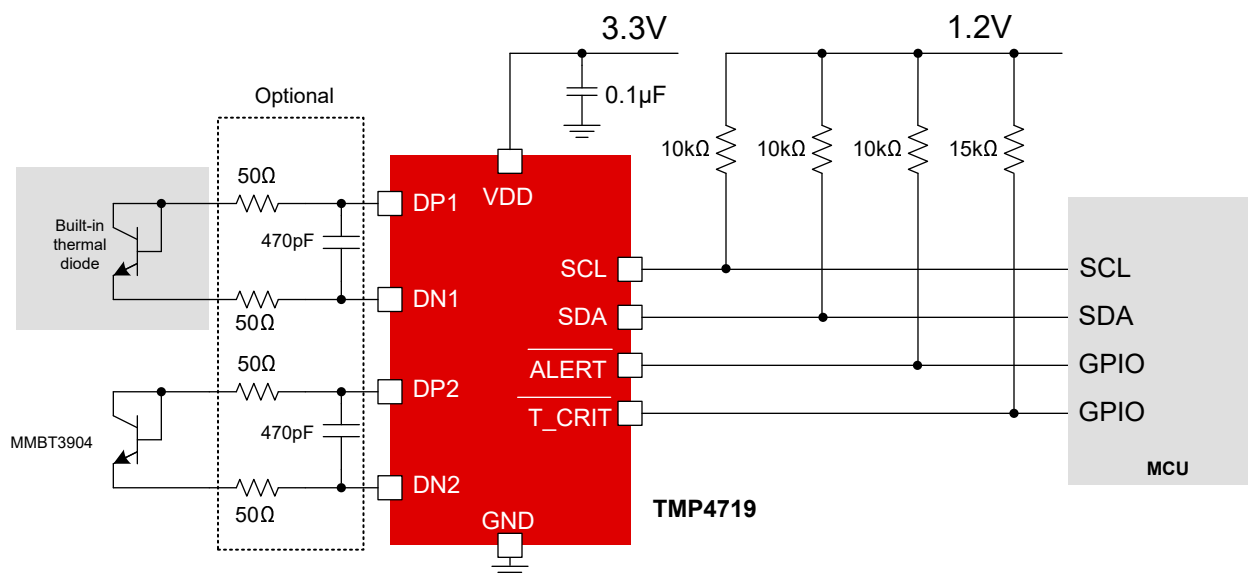 3.3V
1.2V
0.1µF
Optional
10kΩ
10kΩ
10kΩ
15kΩ
50Ω
DP1
VDD
Built-in
thermal
diode
470pF
SCL
SCL
50Ω
DN1
SDA
SDA
50Ω
ALERT
GPIO
DP2
T_CRIT
GPIO
MMBT3904
470pF
MCU
50Ω
DN2
TMP4719
GND